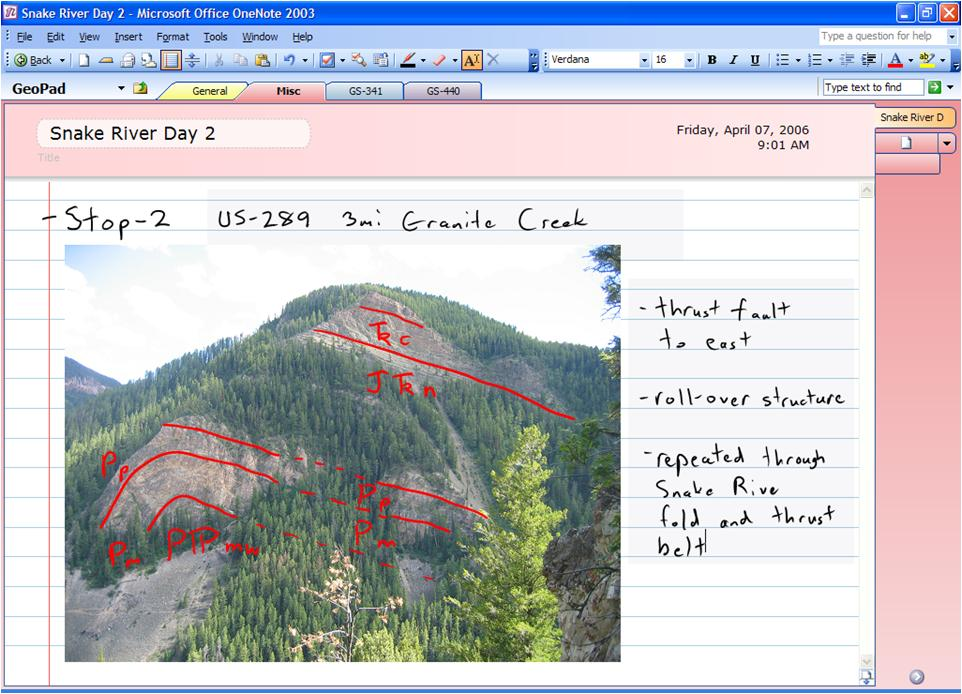 Snake River Day 2 - Microsoft Office OneNote 2003
File Edit View Insert Format Tools Window Help
Type a question for help
Back
Verdana 16 B I U
GeoPad General Misc GS-341 GS-440
Type text to find
Snake River Day 2
Title
Friday, April 07, 2006
9:01 AM
Snake River D
- Stop-2 US-289 3mi Granite Creek
- thrust fault
to east
- roll-over structure
- repeated through
Snake Rive
fold and thrust
belt
Ꞓc
JꞒn
Pp
Pp
Pm
Pm
PIPmw